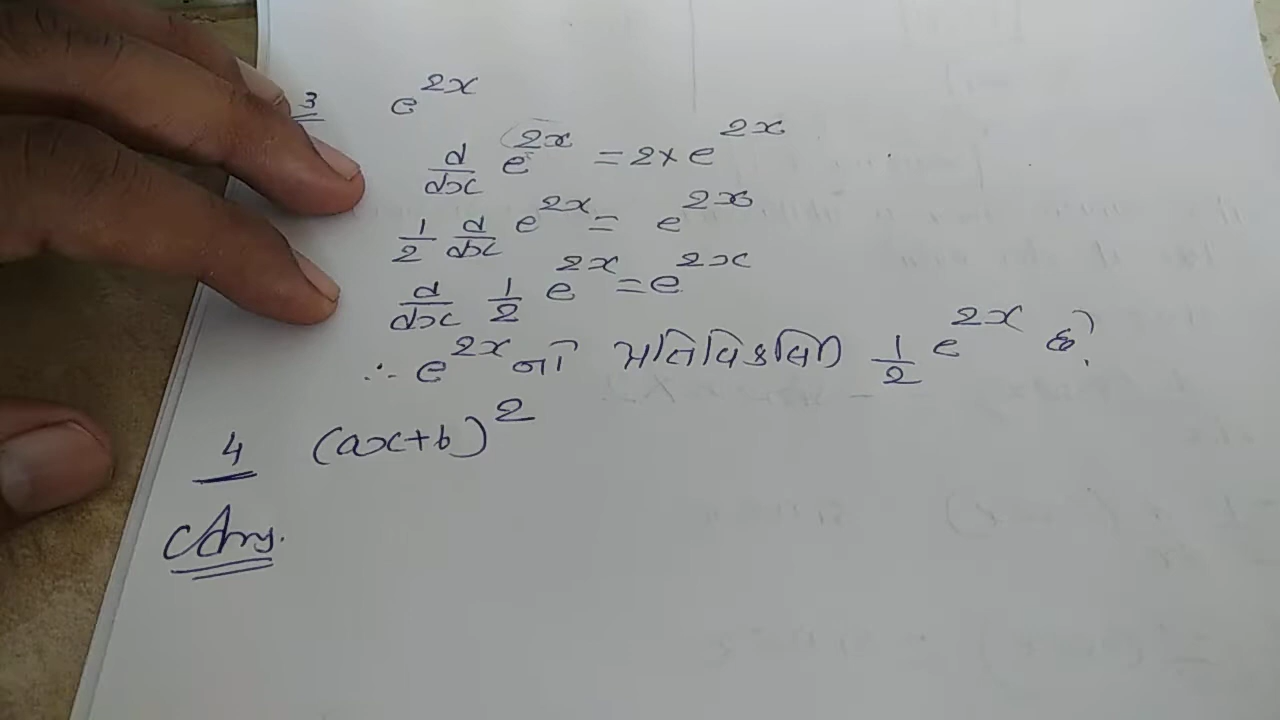 3 e^2x
d/dx e^2x = 2 × e^2x
1/2 d/dx e^2x = e^2x
d/dx 1/2 e^2x = e^2x
∴ e^2x નો પ્રતિવિકલિત 1/2 e^2x છે.
4 (ax+b)^2
Ans.